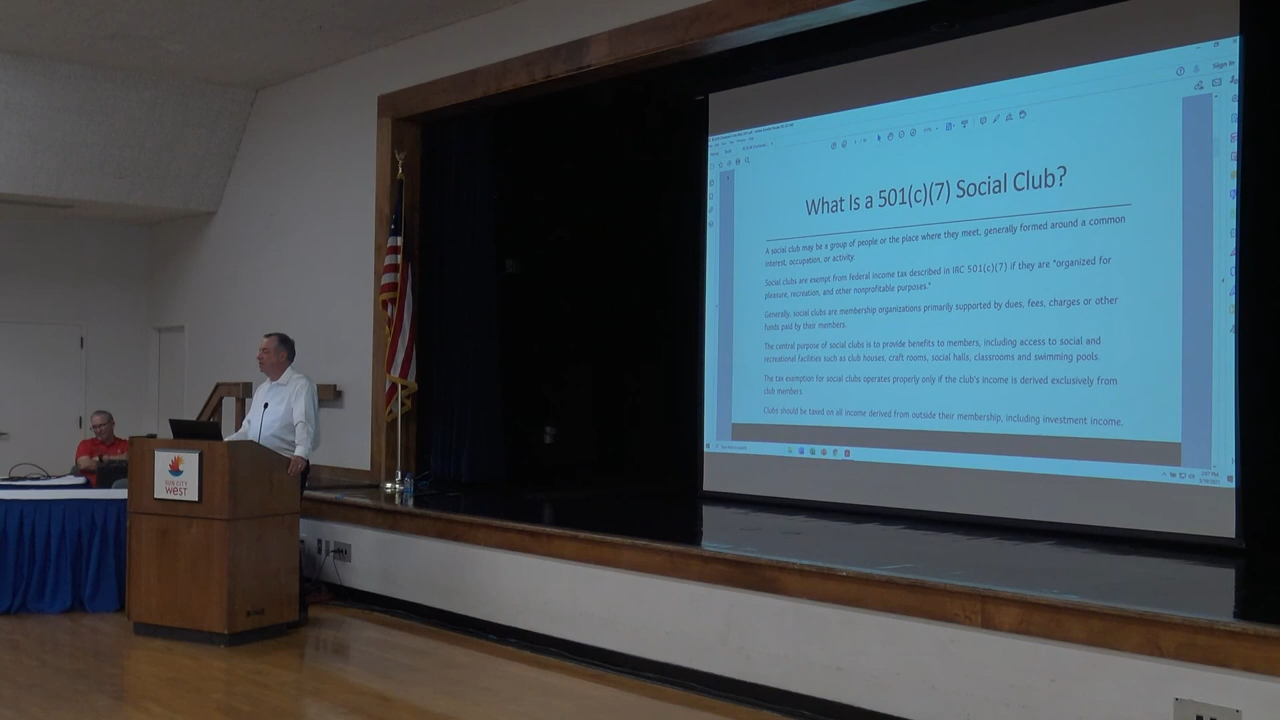 Sign In
What Is a 501(c)(7) Social Club?
A social club may be a group of people or the place where they meet, generally formed around a common
interest, occupation, or activity.
Social clubs are exempt from federal income tax described in IRC 501(c)(7) if they are "organized for
pleasure, recreation, and other nonprofitable purposes."
Generally, social clubs are membership organizations primarily supported by dues, fees, charges or other
funds paid by their members.
The central purpose of social clubs is to provide benefits to members, including access to social and
recreational facilities such as club houses, craft rooms, social halls, classrooms and swimming pools.
The tax exemption for social clubs operates properly only if the club's income is derived exclusively from
club members.
Clubs should be taxed on all income derived from outside their membership, including investment income.
SUN CITY
WEST